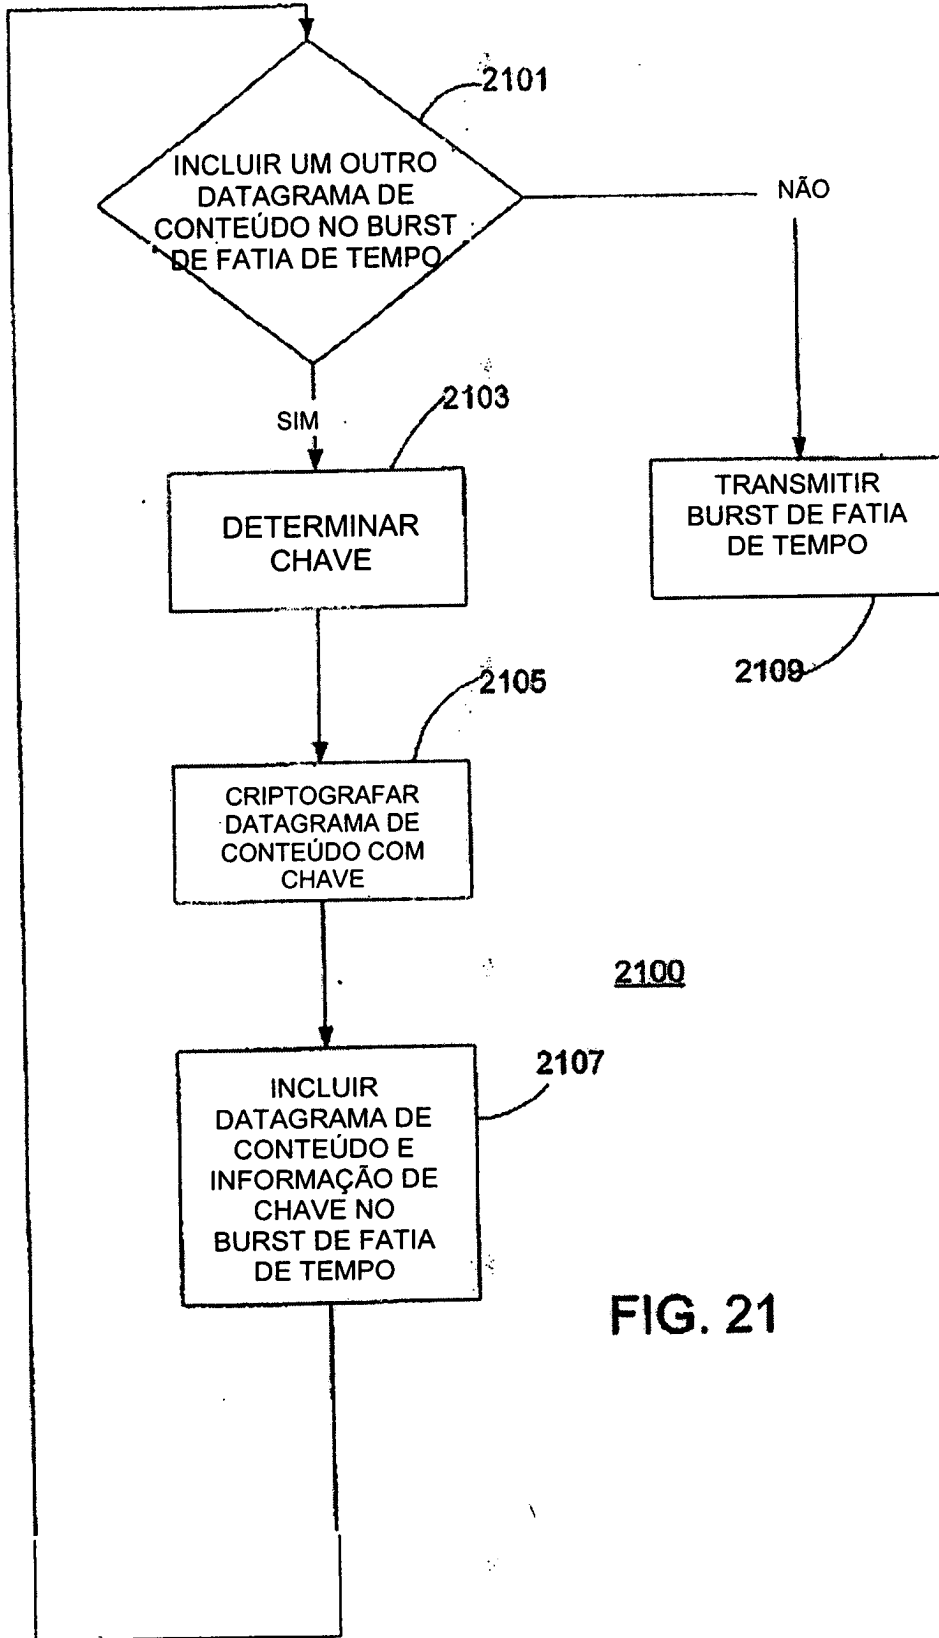 2101
INCLUIR UM OUTRO
DATAGRAMA DE
CONTEÚDO NO BURST
DE FATIA DE TEMPO
NÃO
SIM
2103
DETERMINAR
CHAVE
TRANSMITIR
BURST DE FATIA
DE TEMPO
2109
2105
CRIPTOGRAFAR
DATAGRAMA DE
CONTEÚDO COM
CHAVE
2100
2107
INCLUIR
DATAGRAMA DE
CONTEÚDO E
INFORMAÇÃO DE
CHAVE NO
BURST DE FATIA
DE TEMPO
FIG. 21